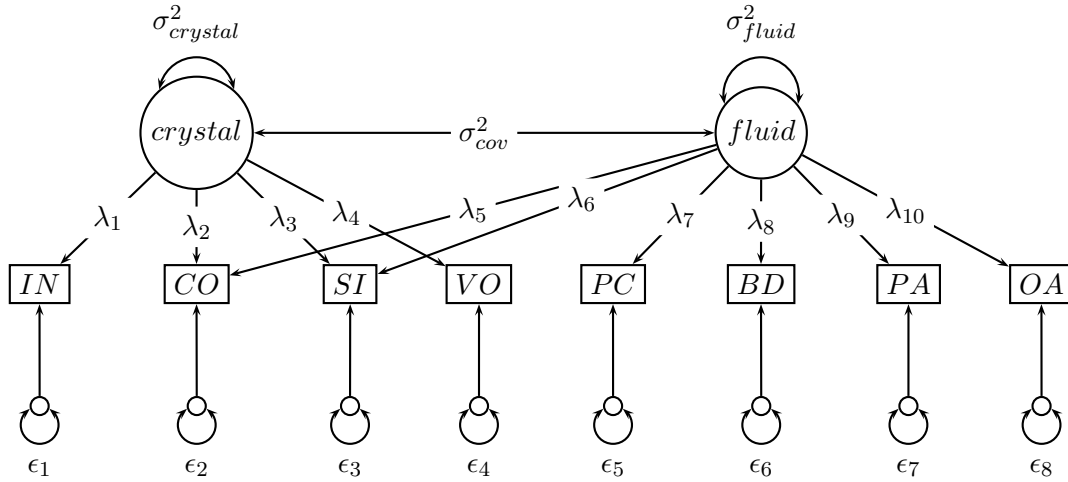 σ²crystal σ²fluid
crystal σ²cov fluid
λ1 λ2 λ3 λ4 λ5 λ6 λ7 λ8 λ9 λ10
IN CO SI VO PC BD PA OA
ϵ1 ϵ2 ϵ3 ϵ4 ϵ5 ϵ6 ϵ7 ϵ8